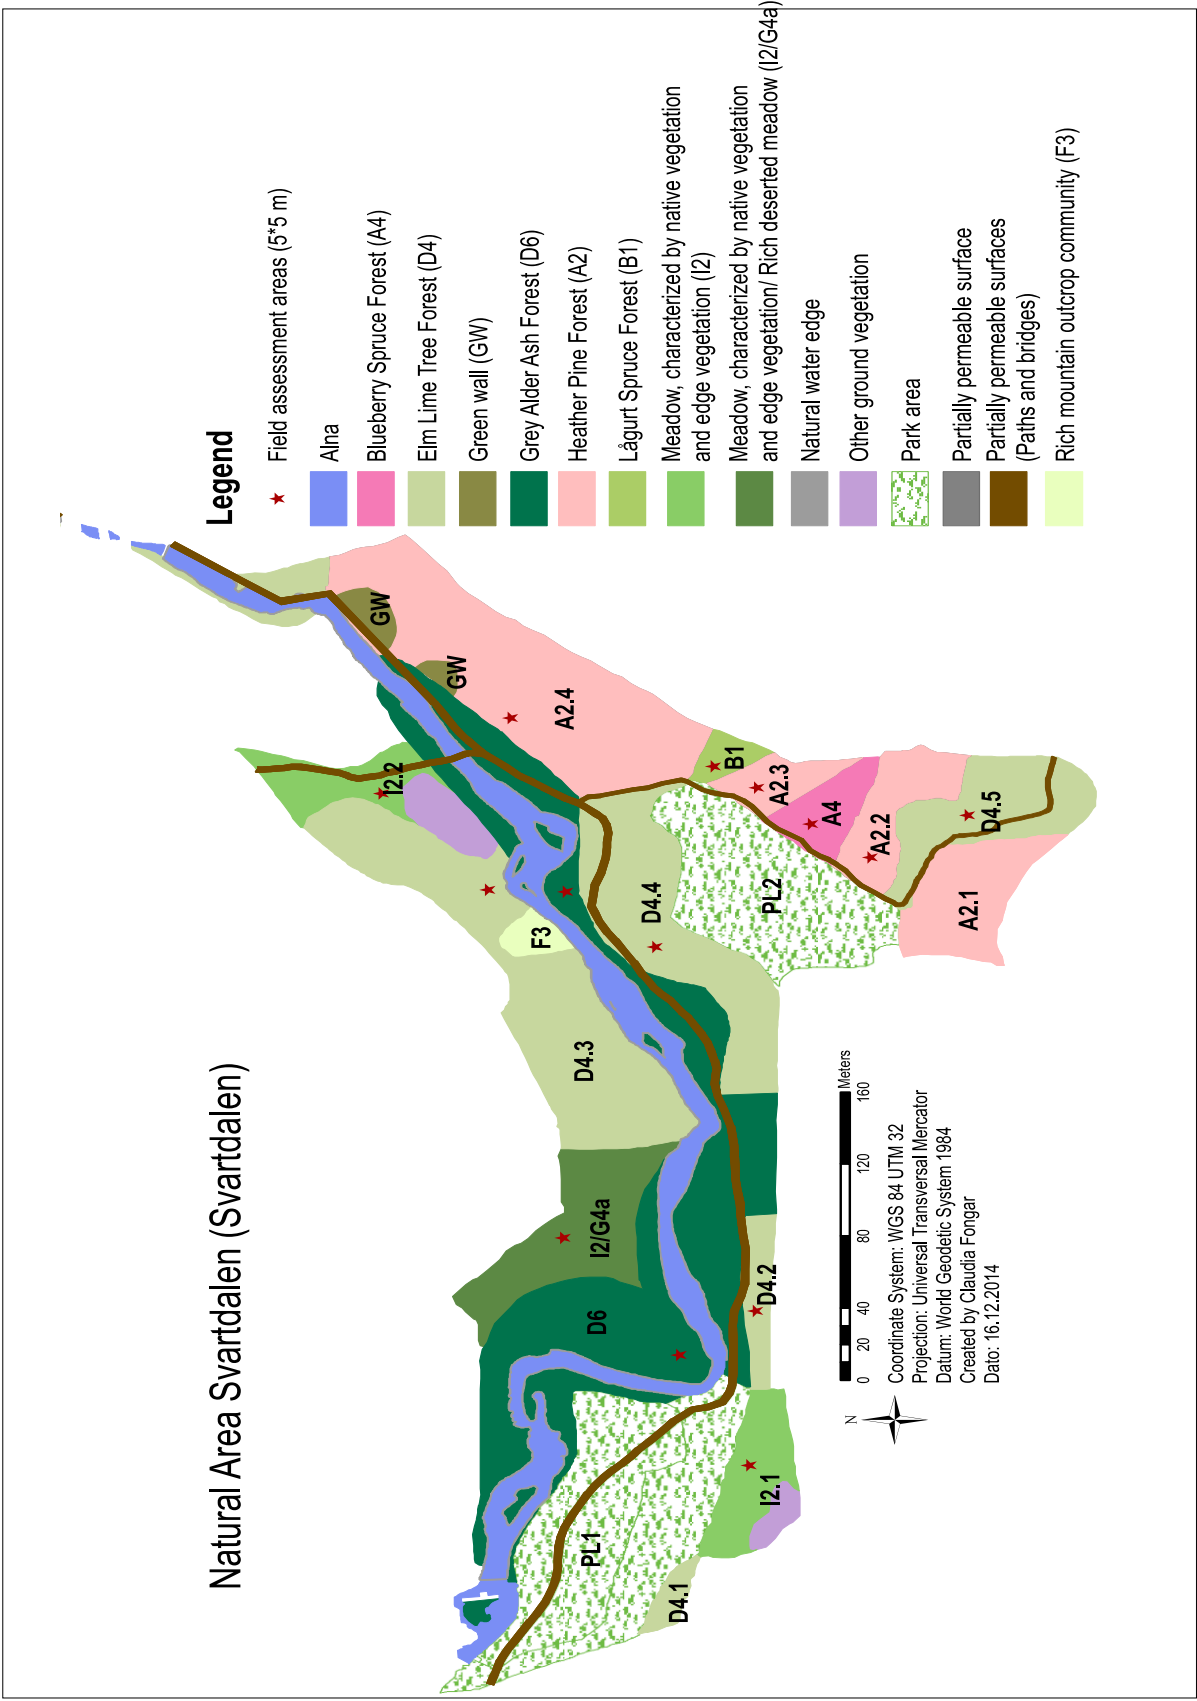 Natural Area Svartdalen (Svartdalen)
Legend
Field assessment areas (5*5 m)
Alna
Blueberry Spruce Forest (A4)
Elm Lime Tree Forest (D4)
Green wall (GW)
Grey Alder Ash Forest (D6)
Heather Pine Forest (A2)
Lågurt Spruce Forest (B1)
Meadow, characterized by native vegetation
and edge vegetation (I2)
Meadow, characterized by native vegetation
and edge vegetation/ Rich deserted meadow (I2/G4a)
Natural water edge
Other ground vegetation
Park area
Partially permeable surface
Partially permeable surfaces
(Paths and bridges)
Rich mountain outcrop community (F3)
GW
GW
I2.2
A2.4
F3
D4.4
B1
A2.3
A4
A2.2
D4.5
PL2
A2.1
D4.3
I2/G4a
D6
D4.2
PL1
I2.1
D4.1
N
0 20 40 80 120 160
Meters
Coordinate System: WGS 84 UTM 32
Projection: Universal Transversal Mercator
Datum: World Geodetic System 1984
Created by Claudia Fongar
Dato: 16.12.2014